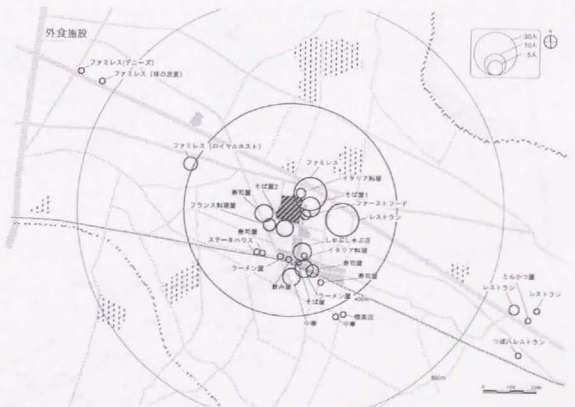 外食施設
30人
10人
5人
ファミレス(デニーズ)
ファミレス（味の民芸）
ファミレス（ロイヤルホスト）
ファミレス
イタリア料理
そば屋2
そば屋1
寿司屋
ファーストフード
フランス料理屋
レストラン
寿司屋
ステーキハウス
しゃぶしゃぶ店
イタリア料理
ラーメン屋
寿司屋
寿司屋
飲み屋
ラーメン屋
400m
そば屋
中華
喫茶店
中華
とんかつ屋
レストラン
レストラン
つぼ八レストラン
800m